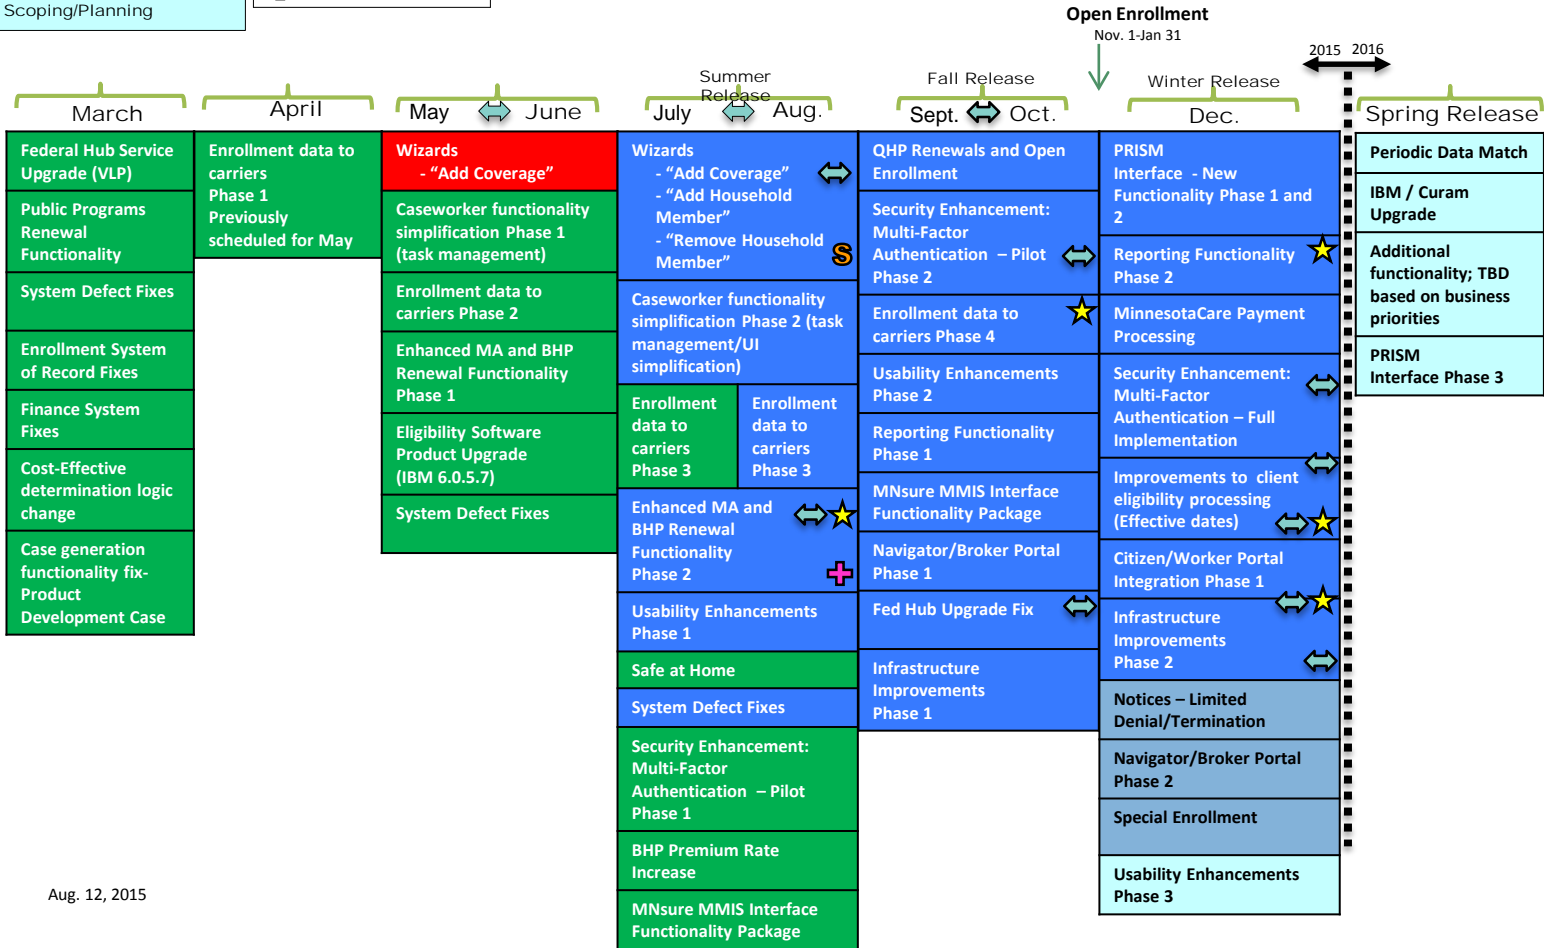 Scoping/Planning
Open Enrollment
Nov. 1-Jan 31
2015 2016
March
April
May June
Summer
Release
July Aug.
Fall Release
Sept. Oct.
Winter Release
Dec.
Spring Release
Federal Hub Service
Upgrade (VLP)
Public Programs
Renewal
Functionality
System Defect Fixes
Enrollment System
of Record Fixes
Finance System
Fixes
Cost-Effective
determination logic
change
Case generation
functionality fix-
Product
Development Case
Enrollment data to
carriers
Phase 1
Previously
scheduled for May
Wizards
- “Add Coverage”
Caseworker functionality
simplification Phase 1
(task management)
Enrollment data to
carriers Phase 2
Enhanced MA and BHP
Renewal Functionality
Phase 1
Eligibility Software
Product Upgrade
(IBM 6.0.5.7)
System Defect Fixes
Wizards
- “Add Coverage”
- “Add Household
Member”
- “Remove Household
Member”
S
Caseworker functionality
simplification Phase 2 (task
management/UI
simplification)
Enrollment
data to
carriers
Phase 3
Enrollment
data to
carriers
Phase 3
Enhanced MA and
BHP Renewal
Functionality
Phase 2
Usability Enhancements
Phase 1
Safe at Home
System Defect Fixes
Security Enhancement:
Multi-Factor
Authentication – Pilot
Phase 1
BHP Premium Rate
Increase
MNsure MMIS Interface
Functionality Package
QHP Renewals and Open
Enrollment
Security Enhancement:
Multi-Factor
Authentication – Pilot
Phase 2
Enrollment data to
carriers Phase 4
Usability Enhancements
Phase 2
Reporting Functionality
Phase 1
MNsure MMIS Interface
Functionality Package
Navigator/Broker Portal
Phase 1
Fed Hub Upgrade Fix
Infrastructure
Improvements
Phase 1
PRISM
Interface - New
Functionality Phase 1 and
2
Reporting Functionality
Phase 2
MinnesotaCare Payment
Processing
Security Enhancement:
Multi-Factor
Authentication – Full
Implementation
Improvements to client
eligibility processing
(Effective dates)
Citizen/Worker Portal
Integration Phase 1
Infrastructure
Improvements
Phase 2
Notices – Limited
Denial/Termination
Navigator/Broker Portal
Phase 2
Special Enrollment
Usability Enhancements
Phase 3
Periodic Data Match
IBM / Curam
Upgrade
Additional
functionality; TBD
based on business
priorities
PRISM
Interface Phase 3
Aug. 12, 2015